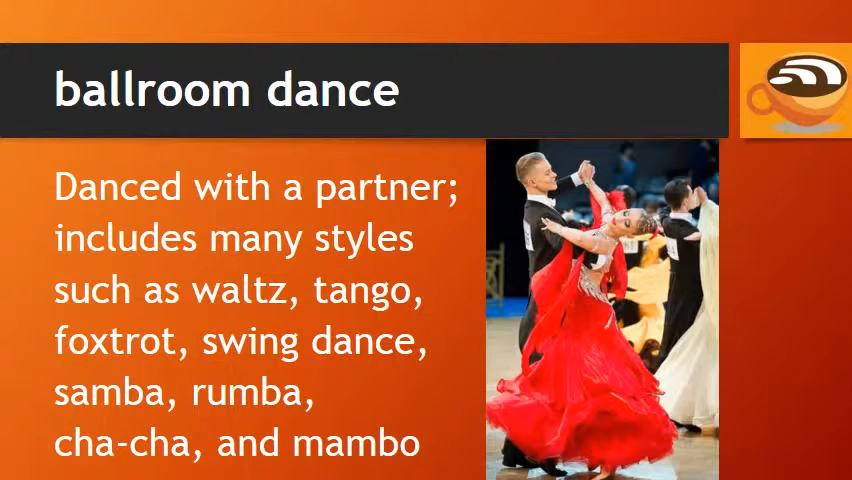 ballroom dance
Danced with a partner;
includes many styles
such as waltz, tango,
foxtrot, swing dance,
samba, rumba,
cha-cha, and mambo